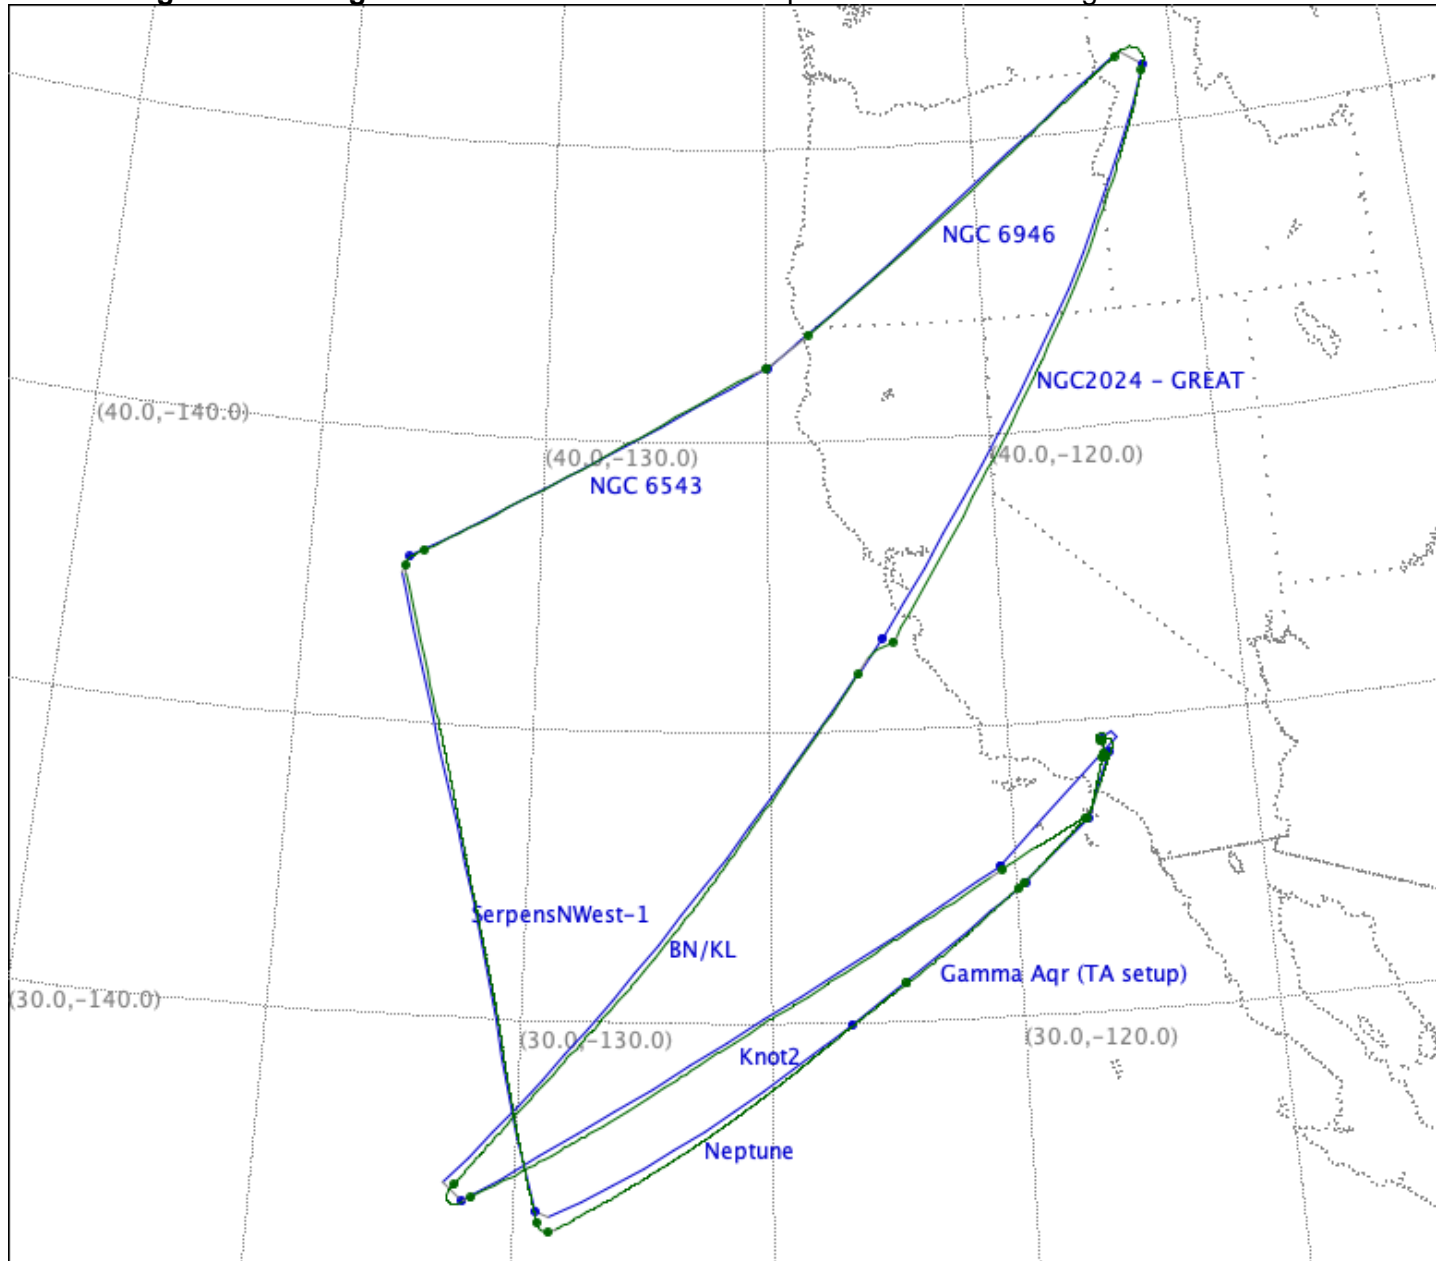 NGC 6946
NGC2024 - GREAT
(40.0,-140.0)
(40.0,-130.0)
(40.0,-120.0)
NGC 6543
SerpensNWest-1
BN/KL
Gamma Aqr (TA setup)
(30.0,-140.0)
(30.0,-130.0)
(30.0,-120.0)
Knot2
Neptune